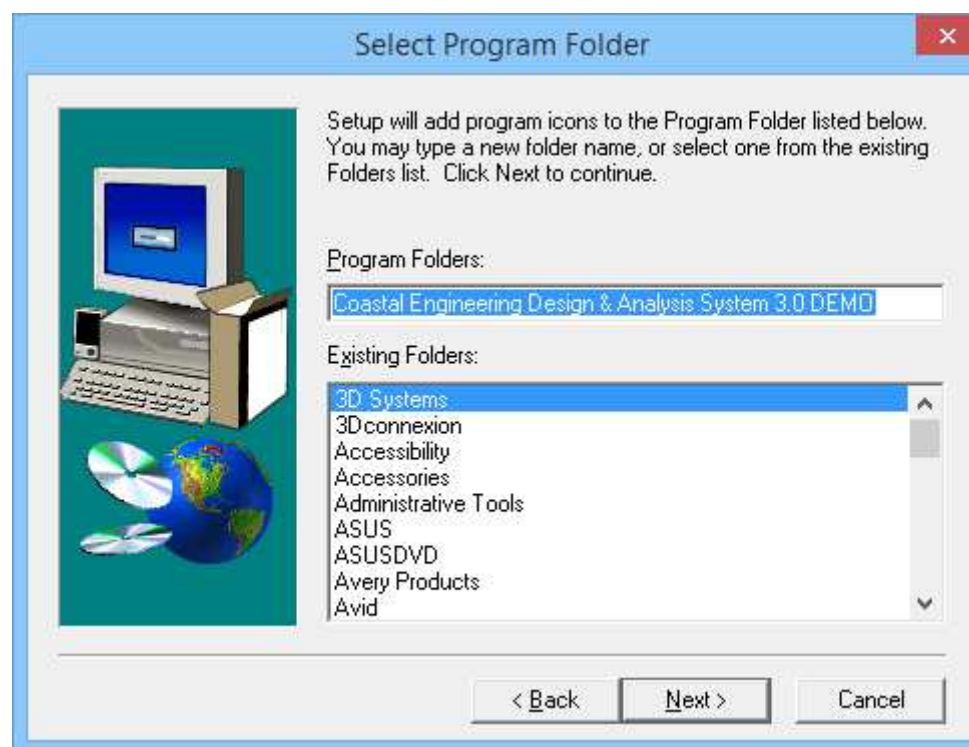 Select Program Folder
Setup will add program icons to the Program Folder listed below.
You may type a new folder name, or select one from the existing
Folders list. Click Next to continue.
Program Folders:
Coastal Engineering Design & Analysis System 3.0 DEMO
Existing Folders:
3D Systems
3Dconnexion
Accessibility
Accessories
Administrative Tools
ASUS
ASUSDVD
Avery Products
Avid
< Back
Next >
Cancel